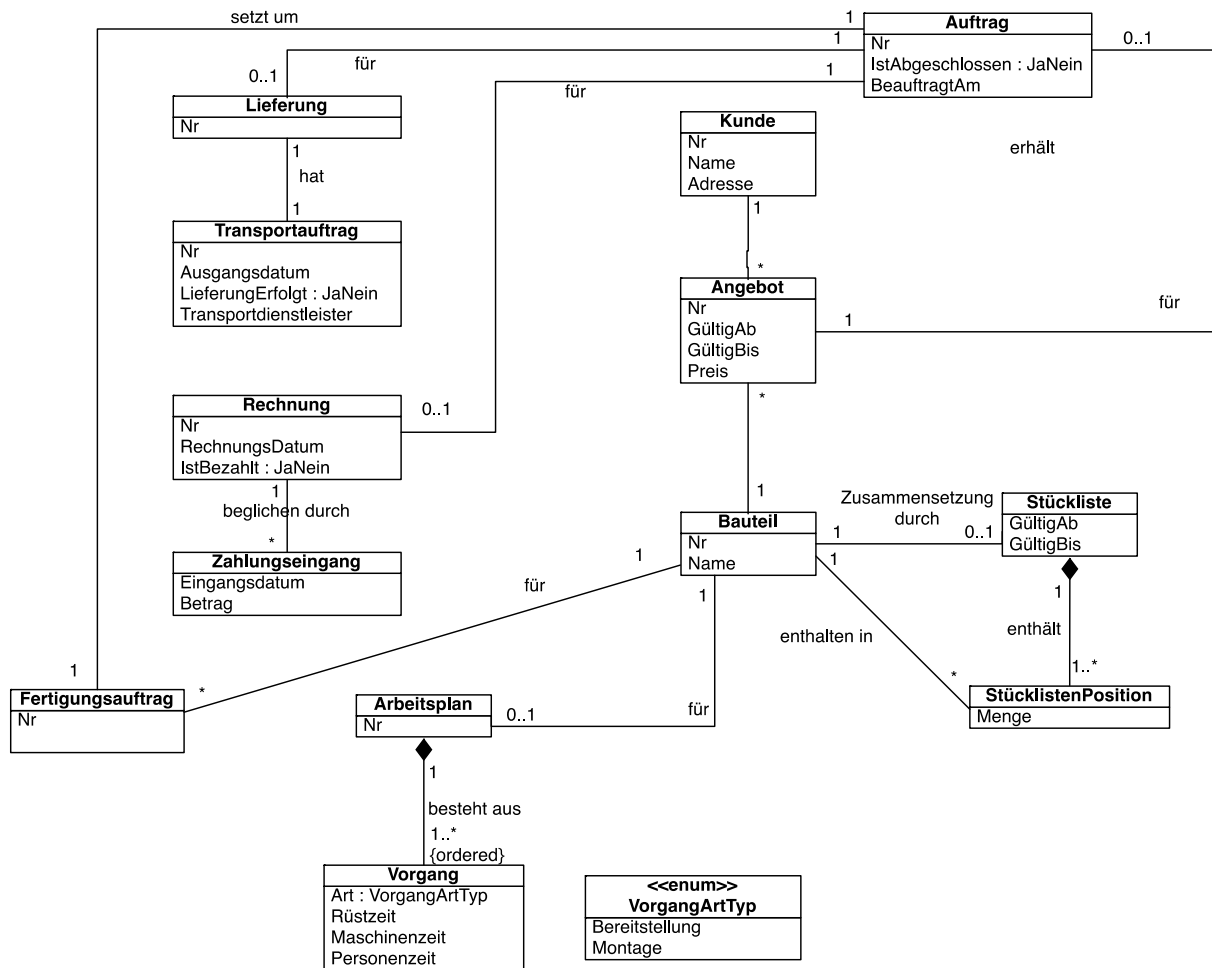 setzt um
1
Auftrag
Nr
IstAbgeschlossen : JaNein
BeauftragtAm
1
1
0..1
für
0..1
für
Lieferung
Nr
1
hat
1
Kunde
Nr
Name
Adresse
1
erhält
Transportauftrag
Nr
Ausgangsdatum
LieferungErfolgt : JaNein
Transportdienstleister
*
Angebot
Nr
GültigAb
GültigBis
Preis
1
für
*
Rechnung
Nr
RechnungsDatum
IstBezahlt : JaNein
0..1
1
beglichen durch
*
Zahlungseingang
Eingangsdatum
Betrag
1
Bauteil
Nr
Name
Zusammensetzung
durch
1
0..1
Stückliste
GültigAb
GültigBis
1
1
1
für
1
enthalten in
enthält
1..*
*
StücklistenPosition
Menge
1
Fertigungsauftrag
Nr
*
Arbeitsplan
Nr
0..1
für
1
besteht aus
1..*
{ordered}
Vorgang
Art : VorgangArtTyp
Rüstzeit
Maschinenzeit
Personenzeit
<<enum>>
VorgangArtTyp
Bereitstellung
Montage